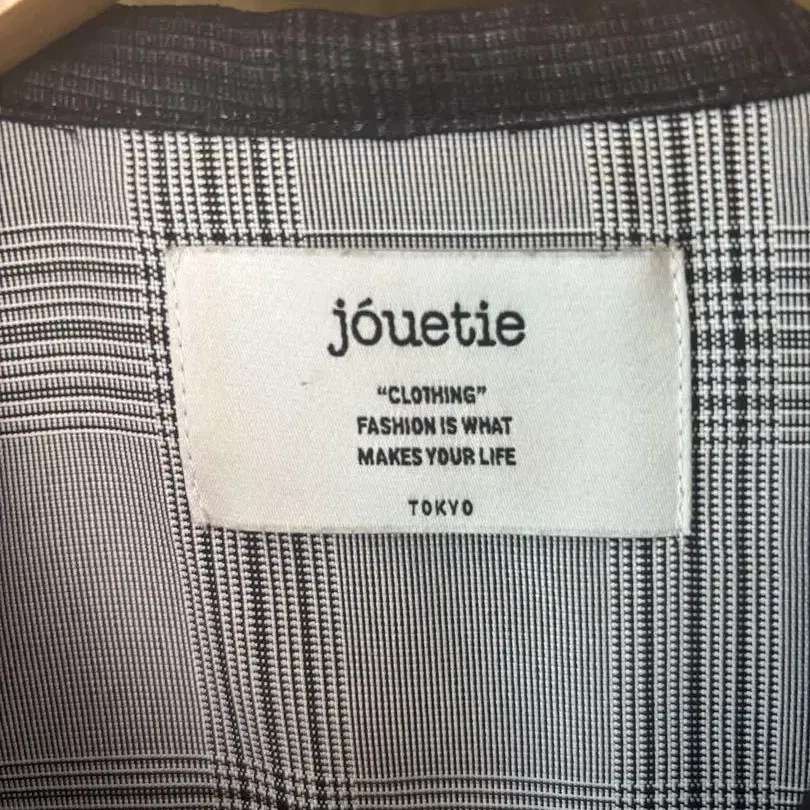 jóuetie
“CLOTHING”
FASHION IS WHAT
MAKES YOUR LIFE
TOKYO